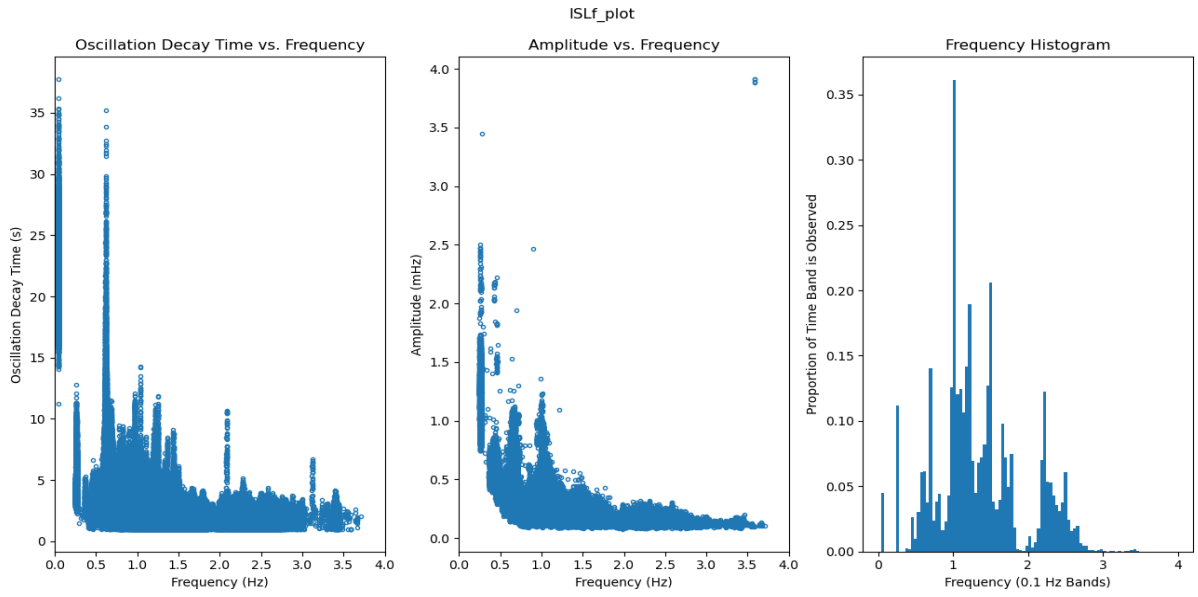 ISLf_plot
Oscillation Decay Time vs. Frequency
Oscillation Decay Time (s)
35
30
25
20
15
10
5
0
0.0 0.5 1.0 1.5 2.0 2.5 3.0 3.5 4.0
Frequency (Hz)
Amplitude vs. Frequency
Amplitude (mHz)
4.0
3.5
3.0
2.5
2.0
1.5
1.0
0.5
0.0
0.0 0.5 1.0 1.5 2.0 2.5 3.0 3.5 4.0
Frequency (Hz)
Frequency Histogram
Proportion of Time Band is Observed
0.35
0.30
0.25
0.20
0.15
0.10
0.05
0.00
0 1 2 3 4
Frequency (0.1 Hz Bands)